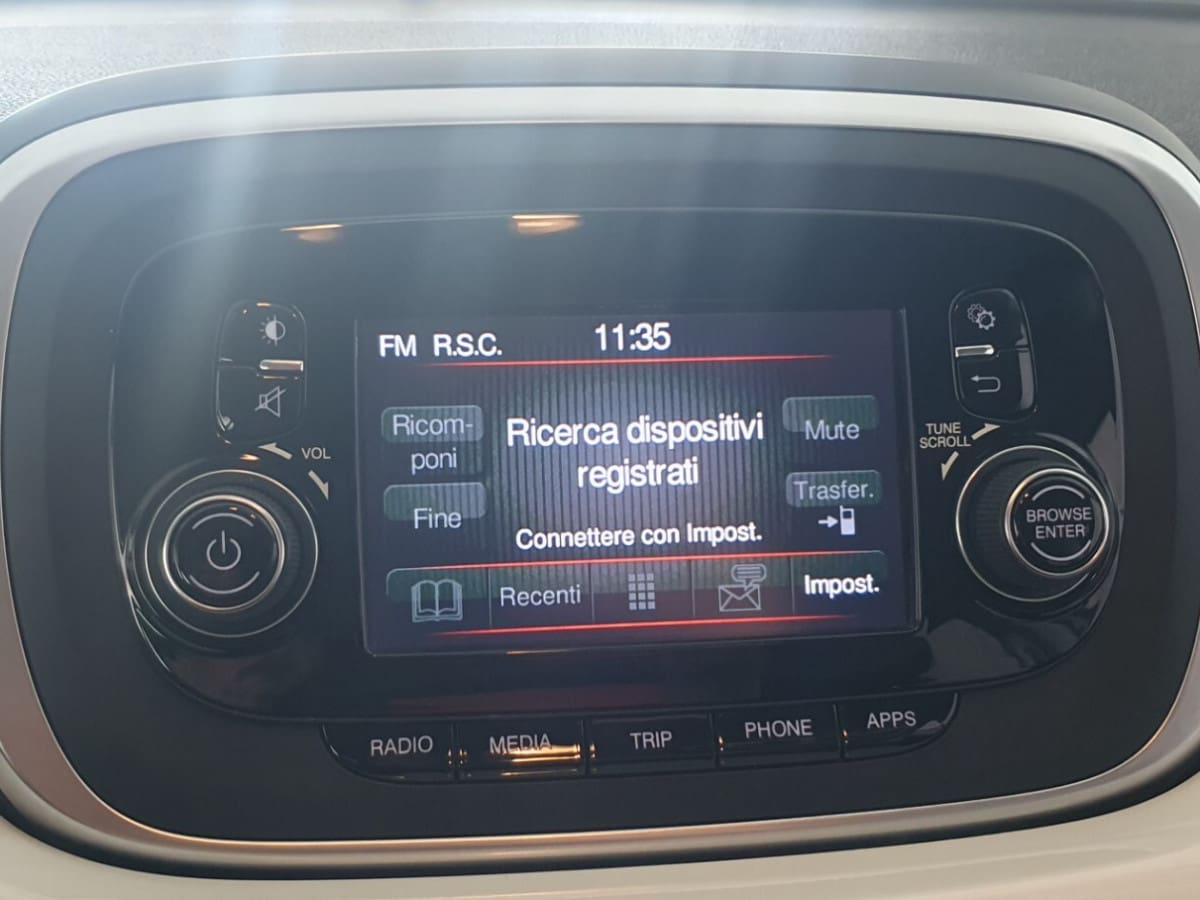 FM R.S.C. 11:35
Ricom-
poni
Fine
Ricerca dispositivi
registrati
Connettere con Impost.
Mute
Trasfer.
Recenti
Impost.
VOL
TUNE
SCROLL
BROWSE
ENTER
RADIO
MEDIA
TRIP
PHONE
APPS